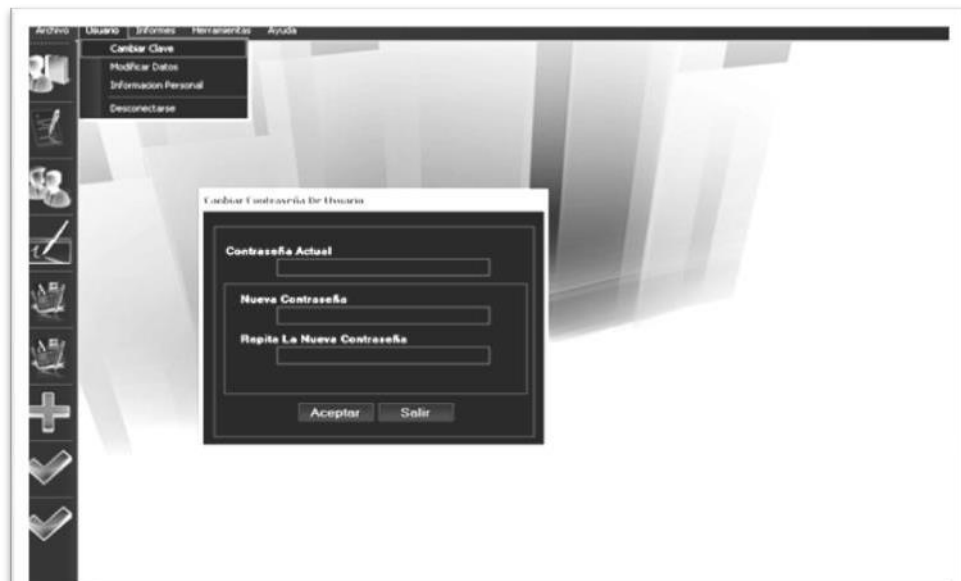 Archivo Usuario Informes Herramientas Ayuda
Cambiar Clave
Modificar Datos
Informacion Personal
Desconectarse
Cambiar Contraseña De Usuario
Contraseña Actual
Nueva Contraseña
Repita La Nueva Contraseña
Aceptar Salir